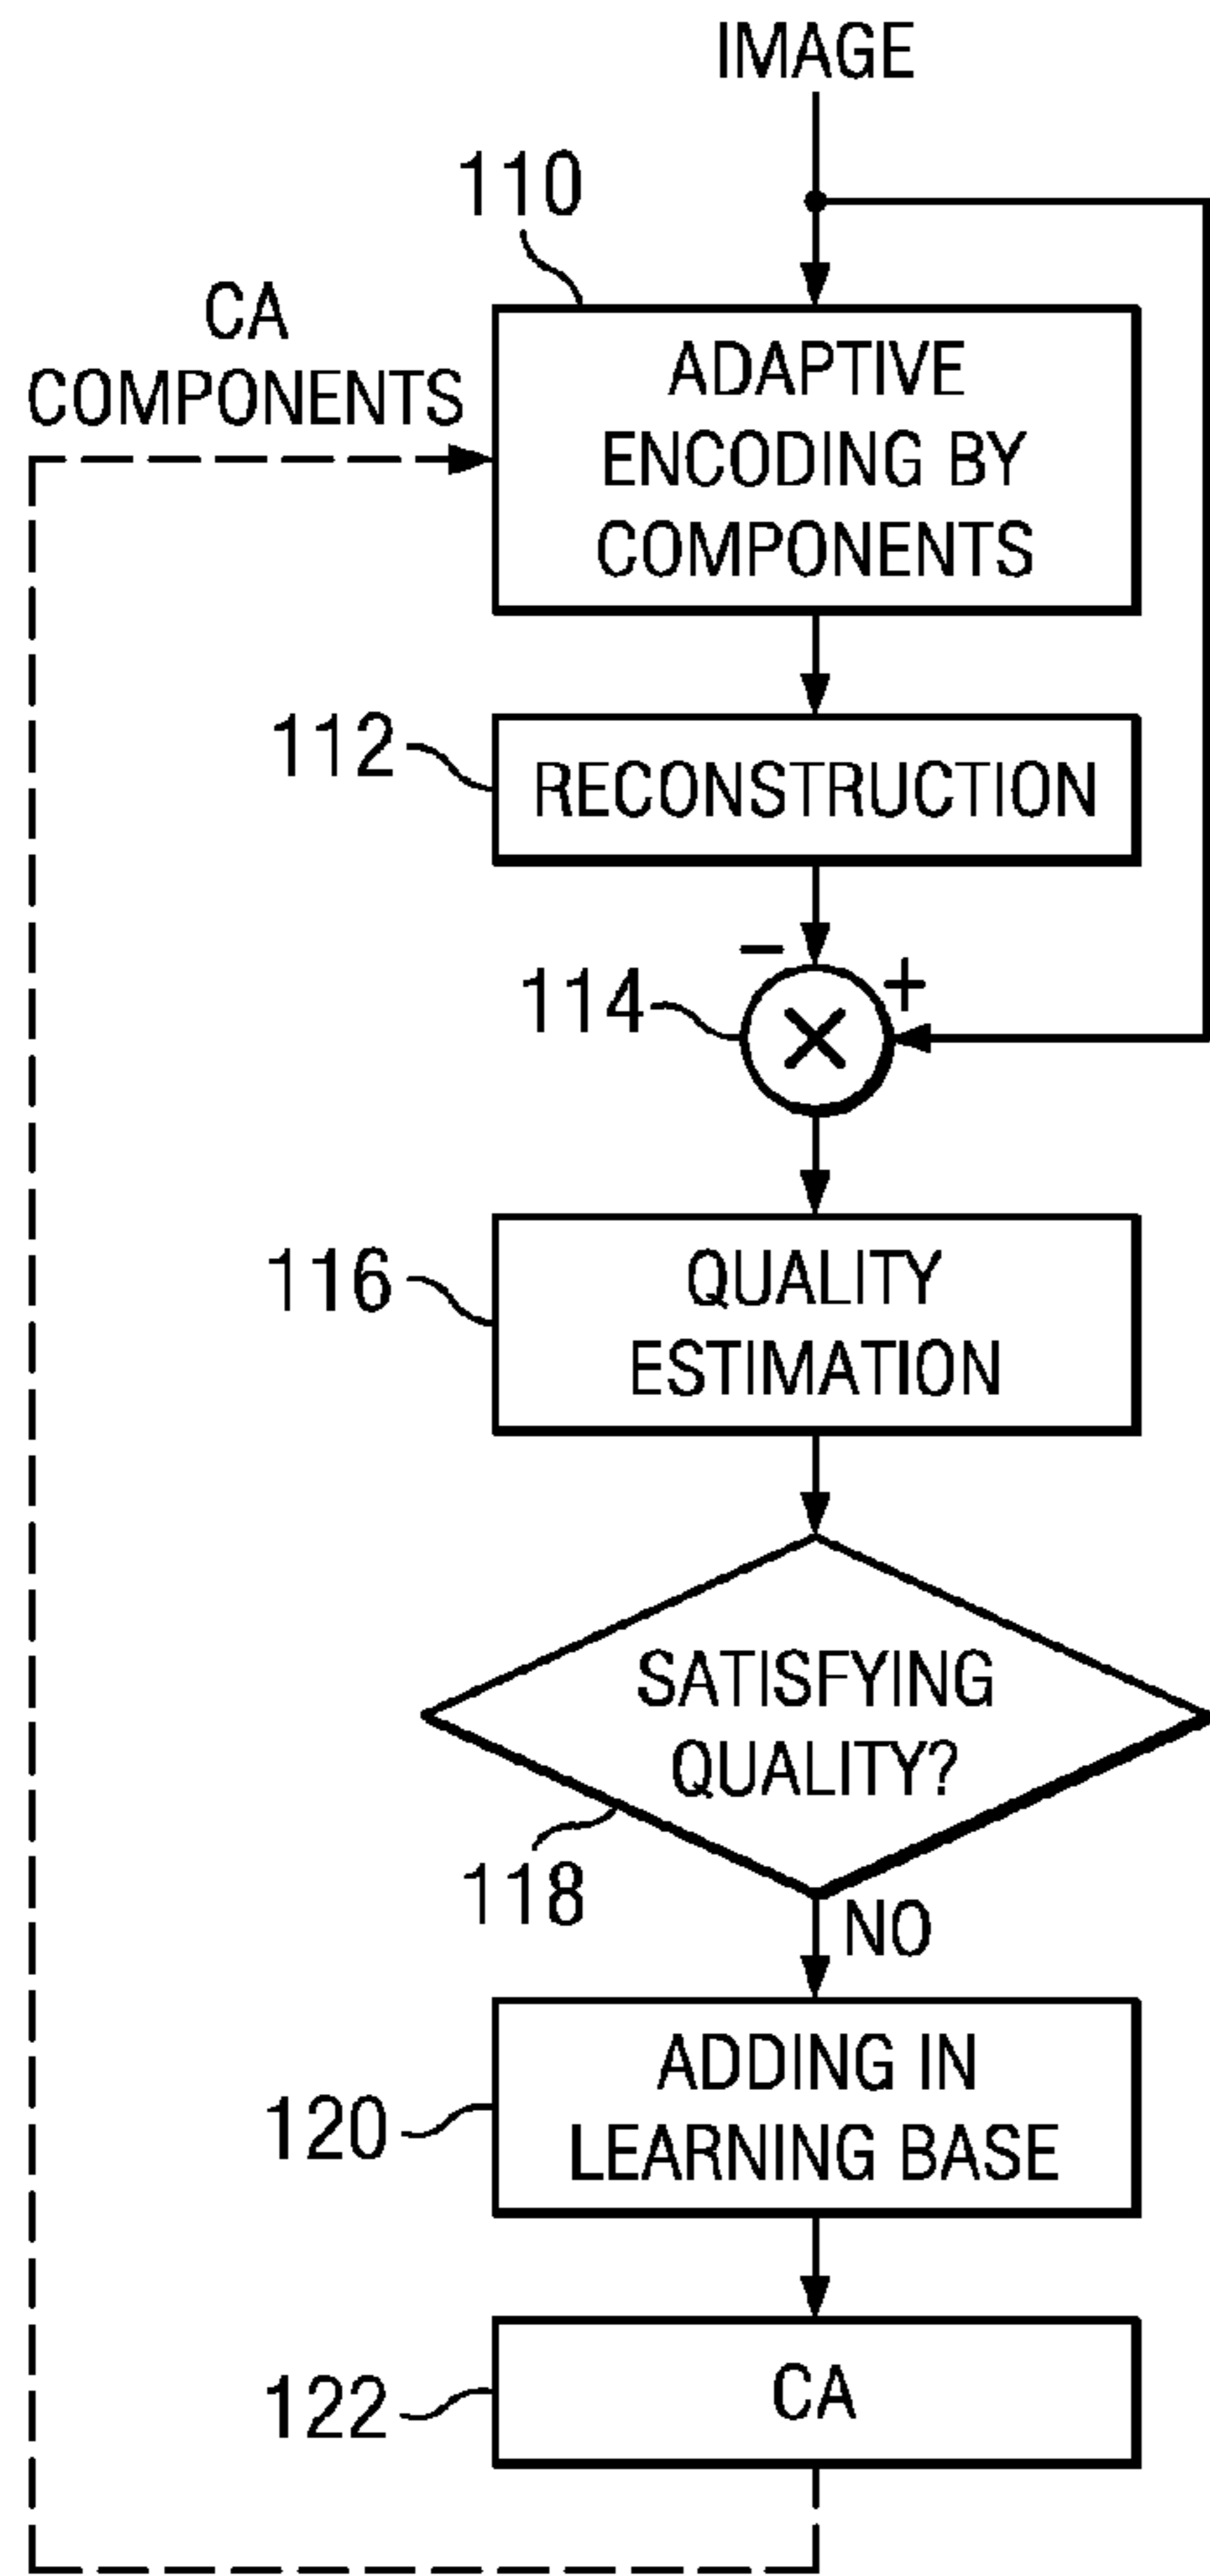 IMAGE
110
CA
COMPONENTS
ADAPTIVE
ENCODING BY
COMPONENTS
112
RECONSTRUCTION
−
+
114
×
116
QUALITY
ESTIMATION
SATISFYING
QUALITY?
118
NO
120
ADDING IN
LEARNING BASE
122
CA